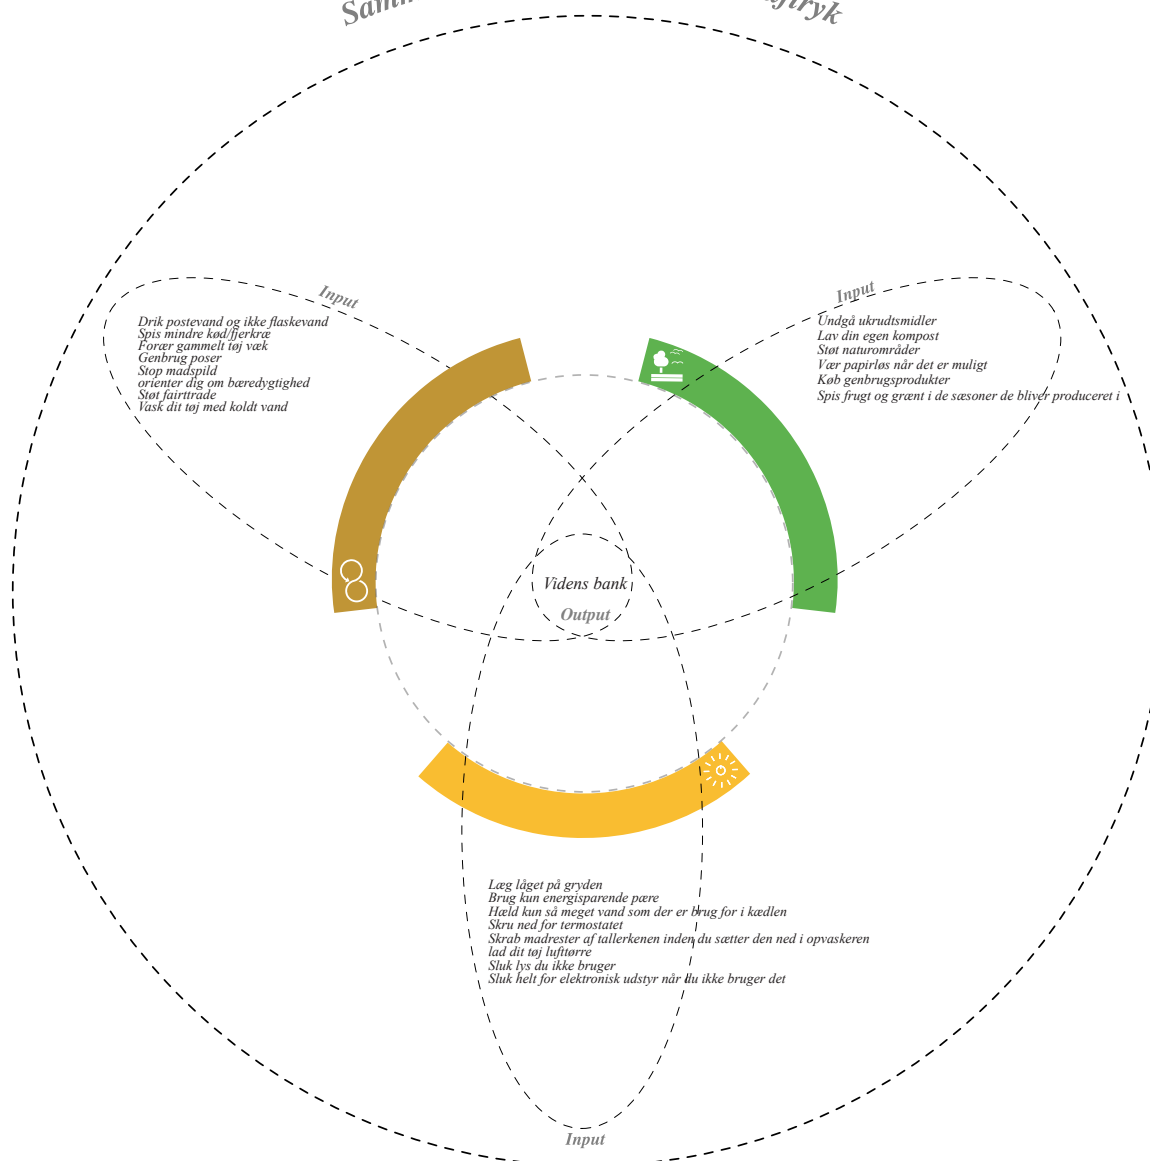 Input
Drik postevand og ikke flaskevand
Spis mindre kød/fjerkræ
Forær gammelt tøj væk
Genbrug poser
Stop madspild
orienter dig om bæredygtighed
Støt fairttrade
Vask dit tøj med koldt vand
Input
Undgå ukrudtsmidler
Lav din egen kompost
Støt naturområder
Vær papirløs når det er muligt
Køb genbrugsprodukter
Spis frugt og grønt i de sæsoner de bliver produceret i
Videns bank
Output
Læg låget på gryden
Brug kun energisparende pære
Hæld kun så meget vand som der er brug for i kædlen
Skru ned for termostatet
Skrab madrester af tallerkenen inden du sætter den ned i opvaskeren
lad dit tøj lufttørre
Sluk lys du ikke bruger
Sluk helt for elektronisk udstyr når du ikke bruger det
Input